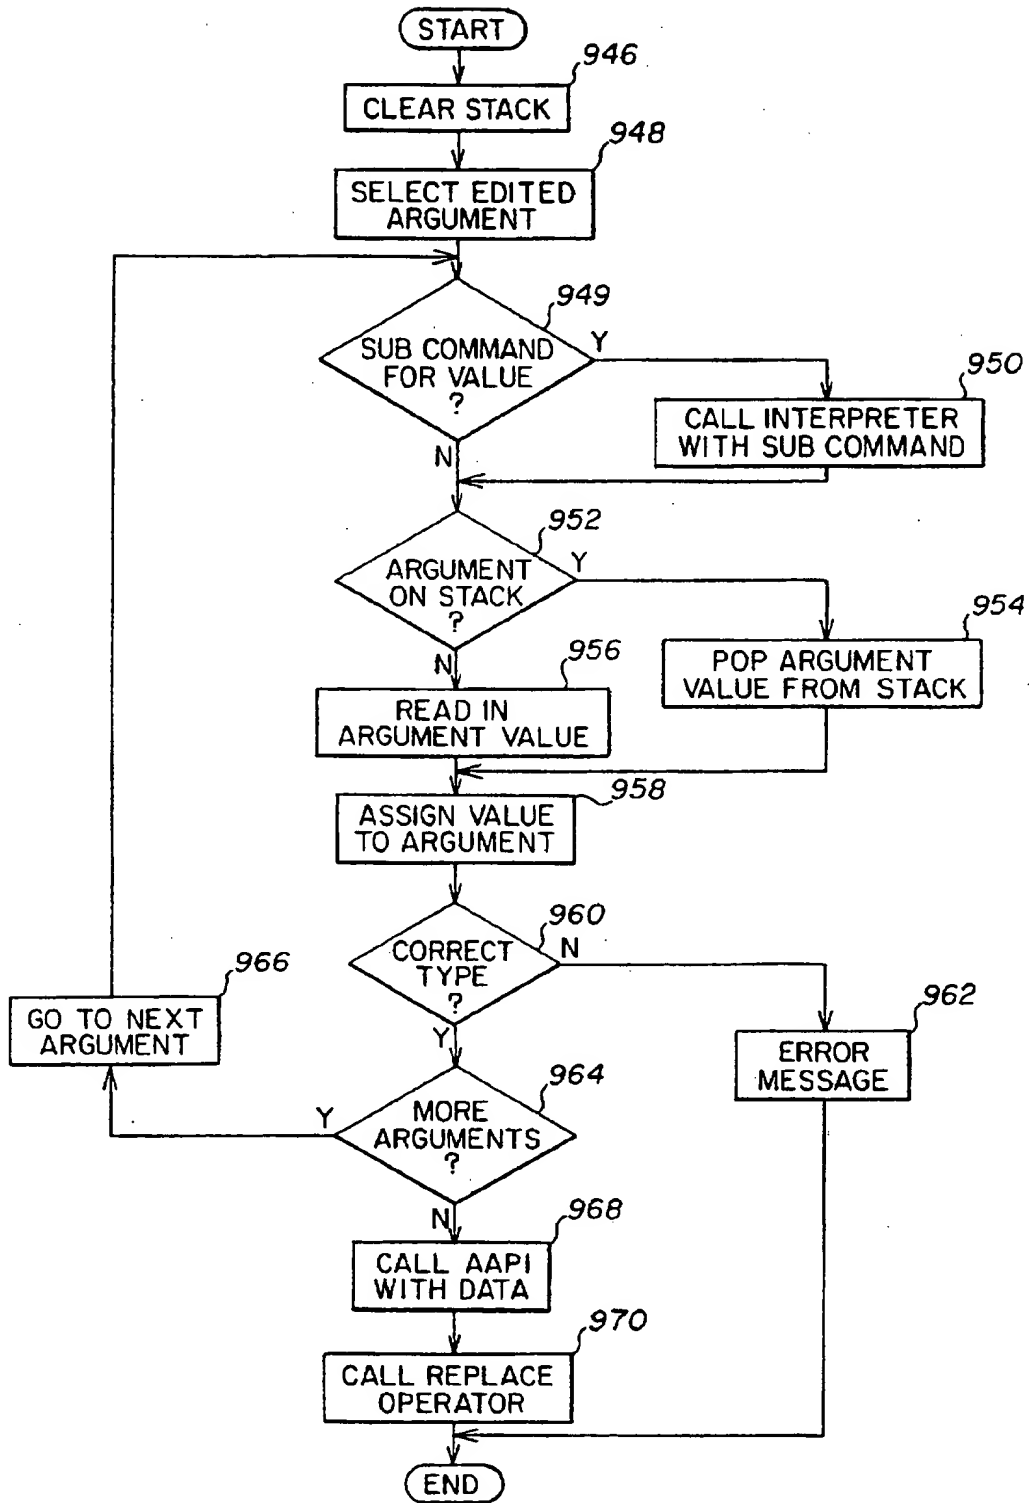 START
946
CLEAR STACK
948
SELECT EDITED
ARGUMENT
949
SUB COMMAND
FOR VALUE
?
Y
N
950
CALL INTERPRETER
WITH SUB COMMAND
952
ARGUMENT
ON STACK
?
Y
N
954
POP ARGUMENT
VALUE FROM STACK
956
READ IN
ARGUMENT VALUE
958
ASSIGN VALUE
TO ARGUMENT
960
CORRECT
TYPE
?
N
Y
962
ERROR
MESSAGE
964
MORE
ARGUMENTS
?
Y
N
966
GO TO NEXT
ARGUMENT
968
CALL AAPI
WITH DATA
970
CALL REPLACE
OPERATOR
END